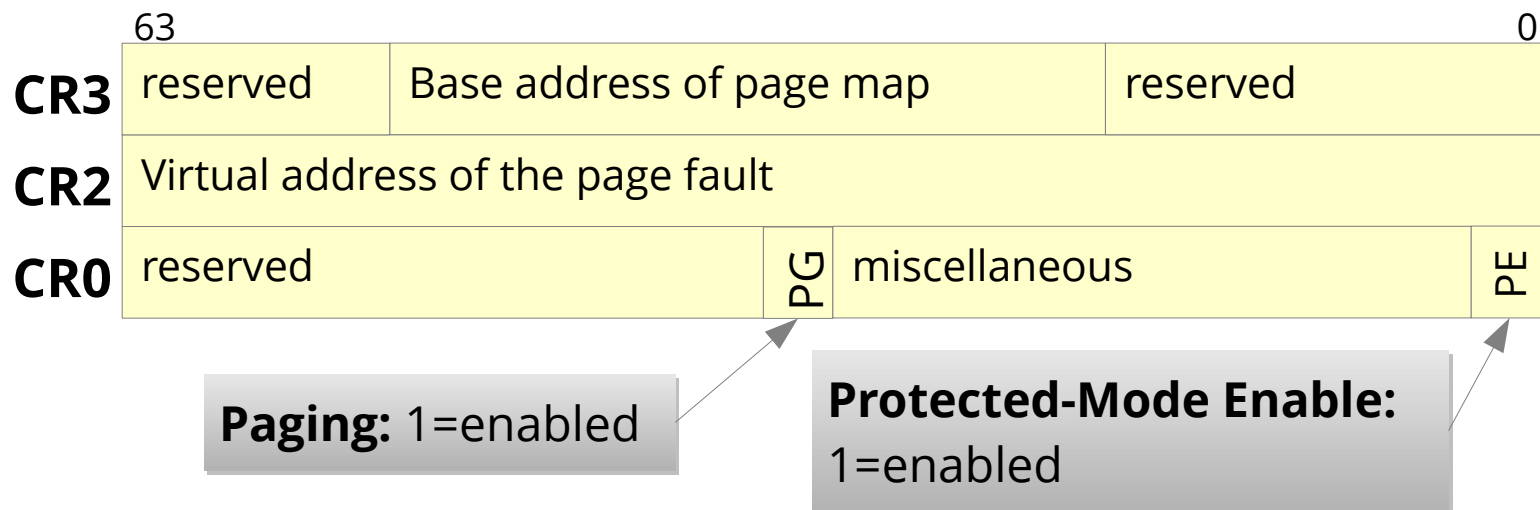 63 0
CR3 reserved Base address of page map reserved
CR2 Virtual address of the page fault
CR0 reserved PG miscellaneous PE
Paging: 1=enabled
Protected-Mode Enable:
1=enabled